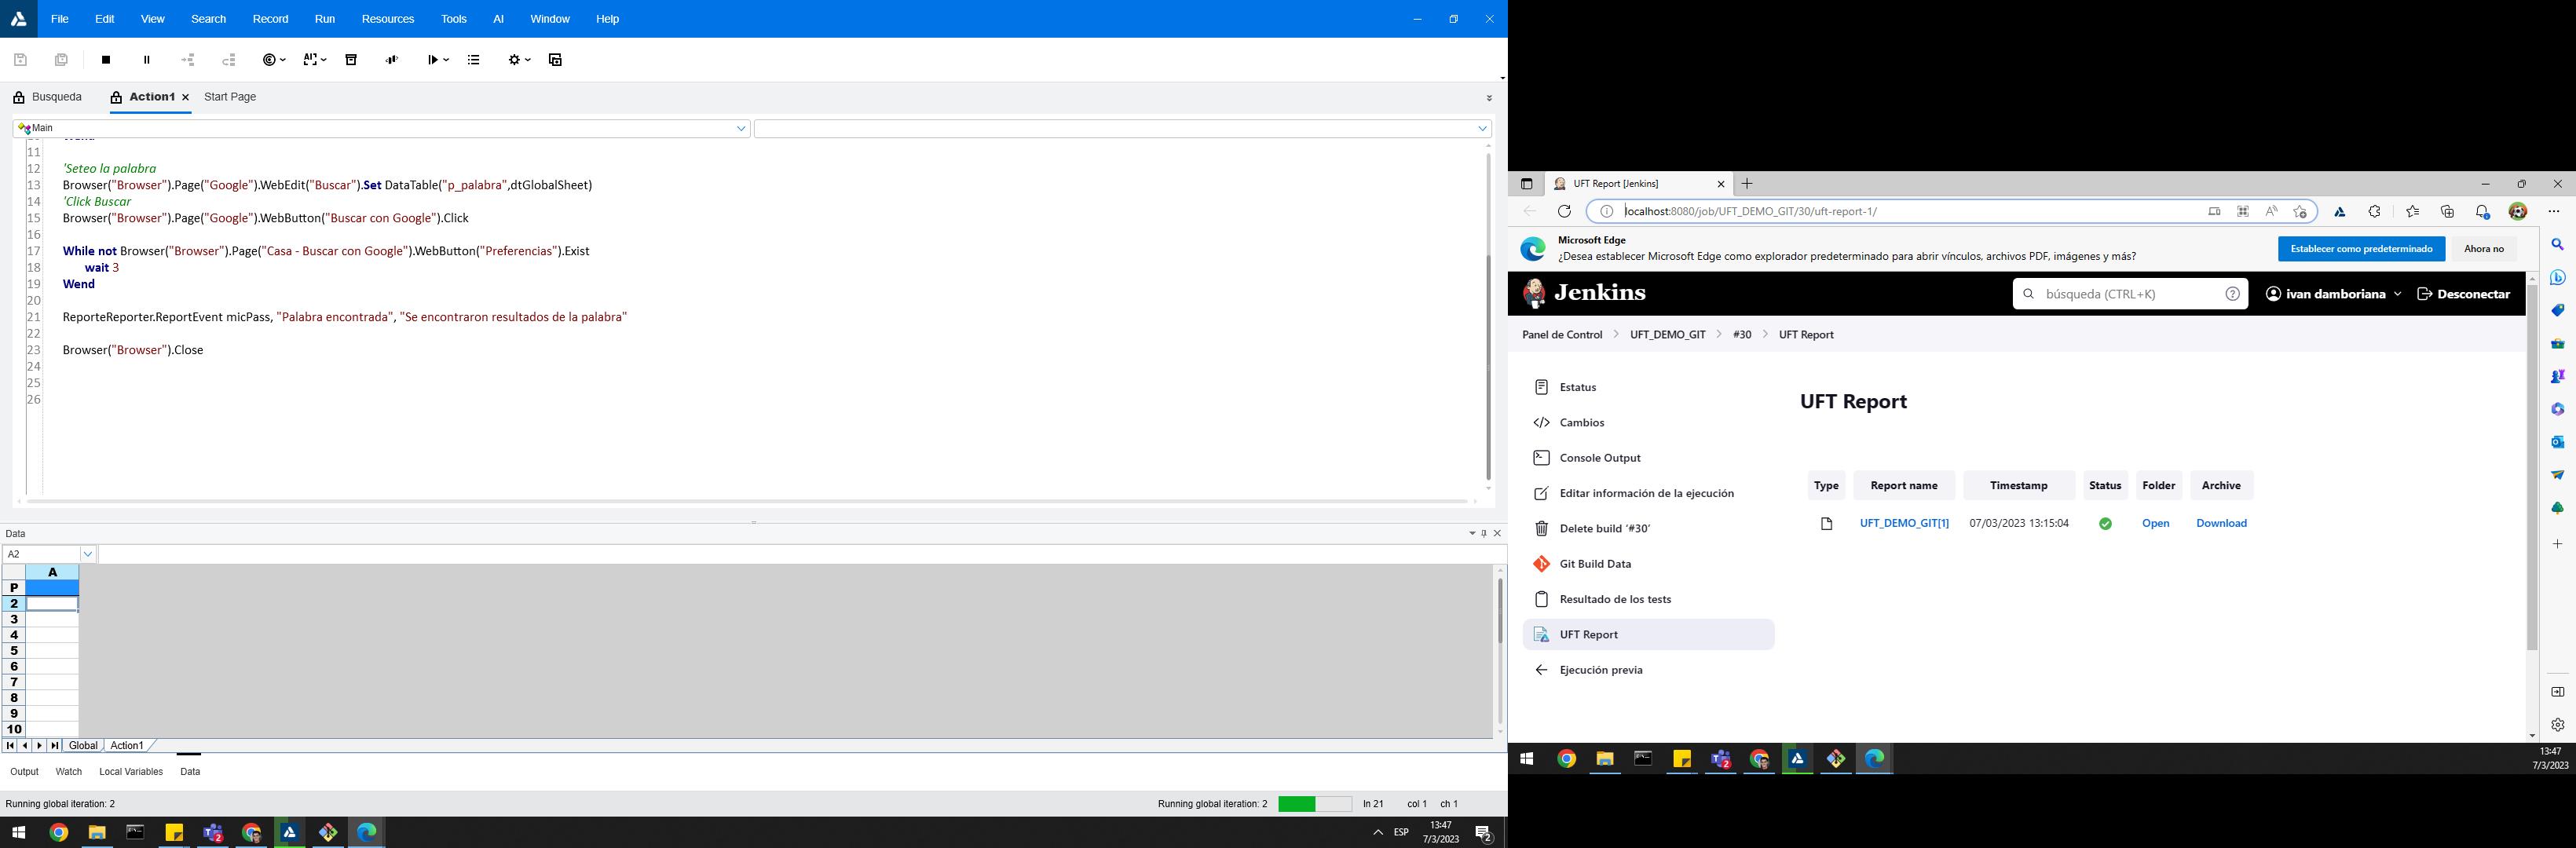 File Edit View Search Record Run Resources Tools AI Window Help
Busqueda Action1 Start Page
Main
11
12 'Seteo la palabra
13 Browser("Browser").Page("Google").WebEdit("Buscar").Set DataTable("p_palabra",dtGlobalSheet)
14 'Click Buscar
15 Browser("Browser").Page("Google").WebButton("Buscar con Google").Click
16
17 While not Browser("Browser").Page("Casa - Buscar con Google").WebButton("Preferencias").Exist
18 wait 3
19 Wend
20
21 ReporteReporter.ReportEvent micPass, "Palabra encontrada", "Se encontraron resultados de la palabra"
22
23 Browser("Browser").Close
24
25
26
Data
A2
A
P
2
3
4
5
6
7
8
9
10
Global Action1
Output Watch Local Variables Data
Running global iteration: 2 Running global iteration: 2 ln 21 col 1 ch 1
2 ESP 13:47
7/3/2023 2
UFT Report [Jenkins]
localhost:8080/job/UFT_DEMO_GIT/30/uft-report-1/
Microsoft Edge
¿Desea establecer Microsoft Edge como explorador predeterminado para abrir vínculos, archivos PDF, imágenes y más? Establecer como predeterminado Ahora no
Jenkins búsqueda (CTRL+K) ivan damboriana Desconectar
Panel de Control UFT_DEMO_GIT #30 UFT Report
Estatus
Cambios
Console Output
Editar información de la ejecución
Delete build ‘#30’
Git Build Data
Resultado de los tests
UFT Report
Ejecución previa
UFT Report
Type Report name Timestamp Status Folder Archive
UFT_DEMO_GIT[1] 07/03/2023 13:15:04 Open Download
2 13:47
7/3/2023